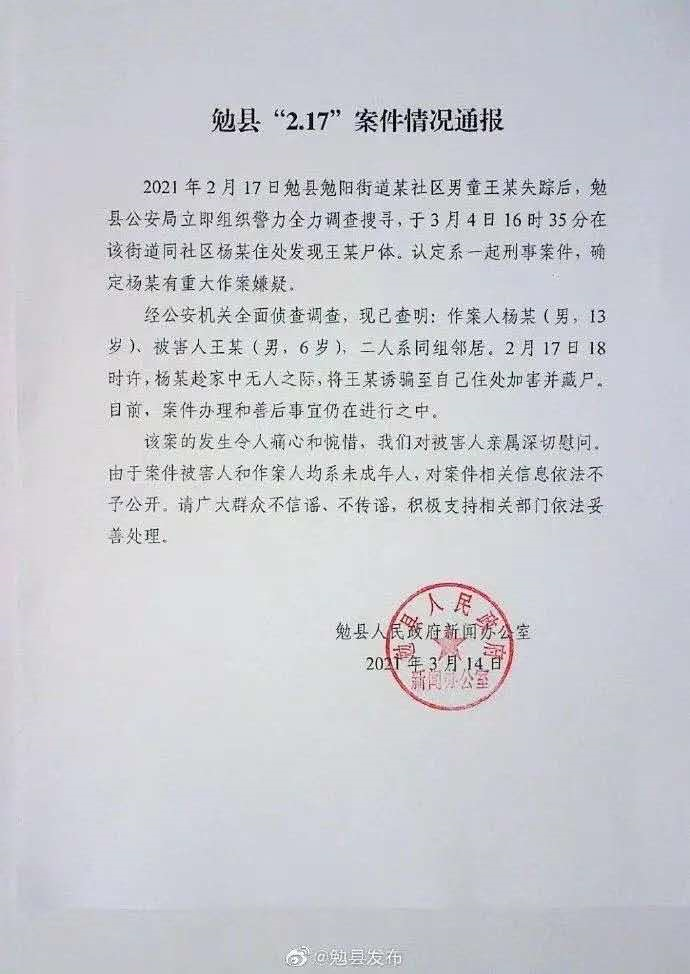 勉县“2.17”案件情况通报
2021 年 2 月 17 日勉县勉阳街道某社区男童王某失踪后，勉
县公安局立即组织警力全力调查搜寻，于 3 月 4 日 16 时 35 分在
该街道同社区杨某住处发现王某尸体。认定系一起刑事案件，确
定杨某有重大作案嫌疑。
经公安机关全面侦查调查，现已查明：作案人杨某（男，13
岁）、被害人王某（男，6 岁），二人系同组邻居。2 月 17 日 18
时许，杨某趁家中无人之际，将王某诱骗至自己住处加害并藏尸。
目前，案件办理和善后事宜仍在进行之中。
该案的发生令人痛心和惋惜，我们对被害人亲属深切慰问。
由于案件被害人和作案人均系未成年人，对案件相关信息依法不
予公开。请广大群众不信谣、不传谣，积极支持相关部门依法妥
善处理。
勉县人民政府新闻办公室
2021 年 3 月 14 日
勉县人民政府
新闻办公室
@勉县发布